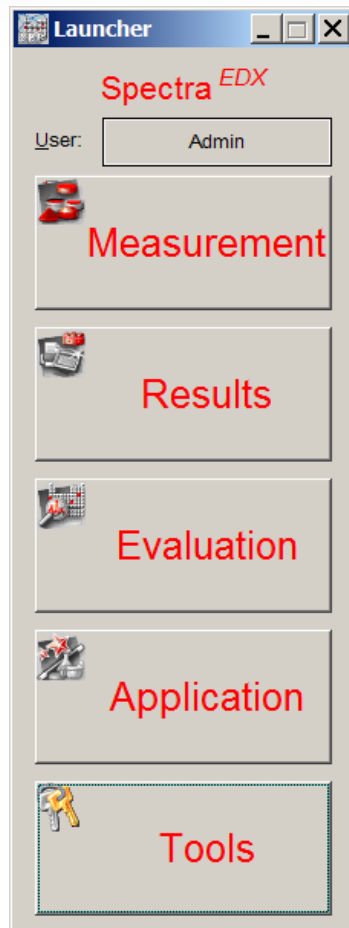 Launcher
Spectra EDX
User: Admin
Measurement
Results
Evaluation
Application
Tools